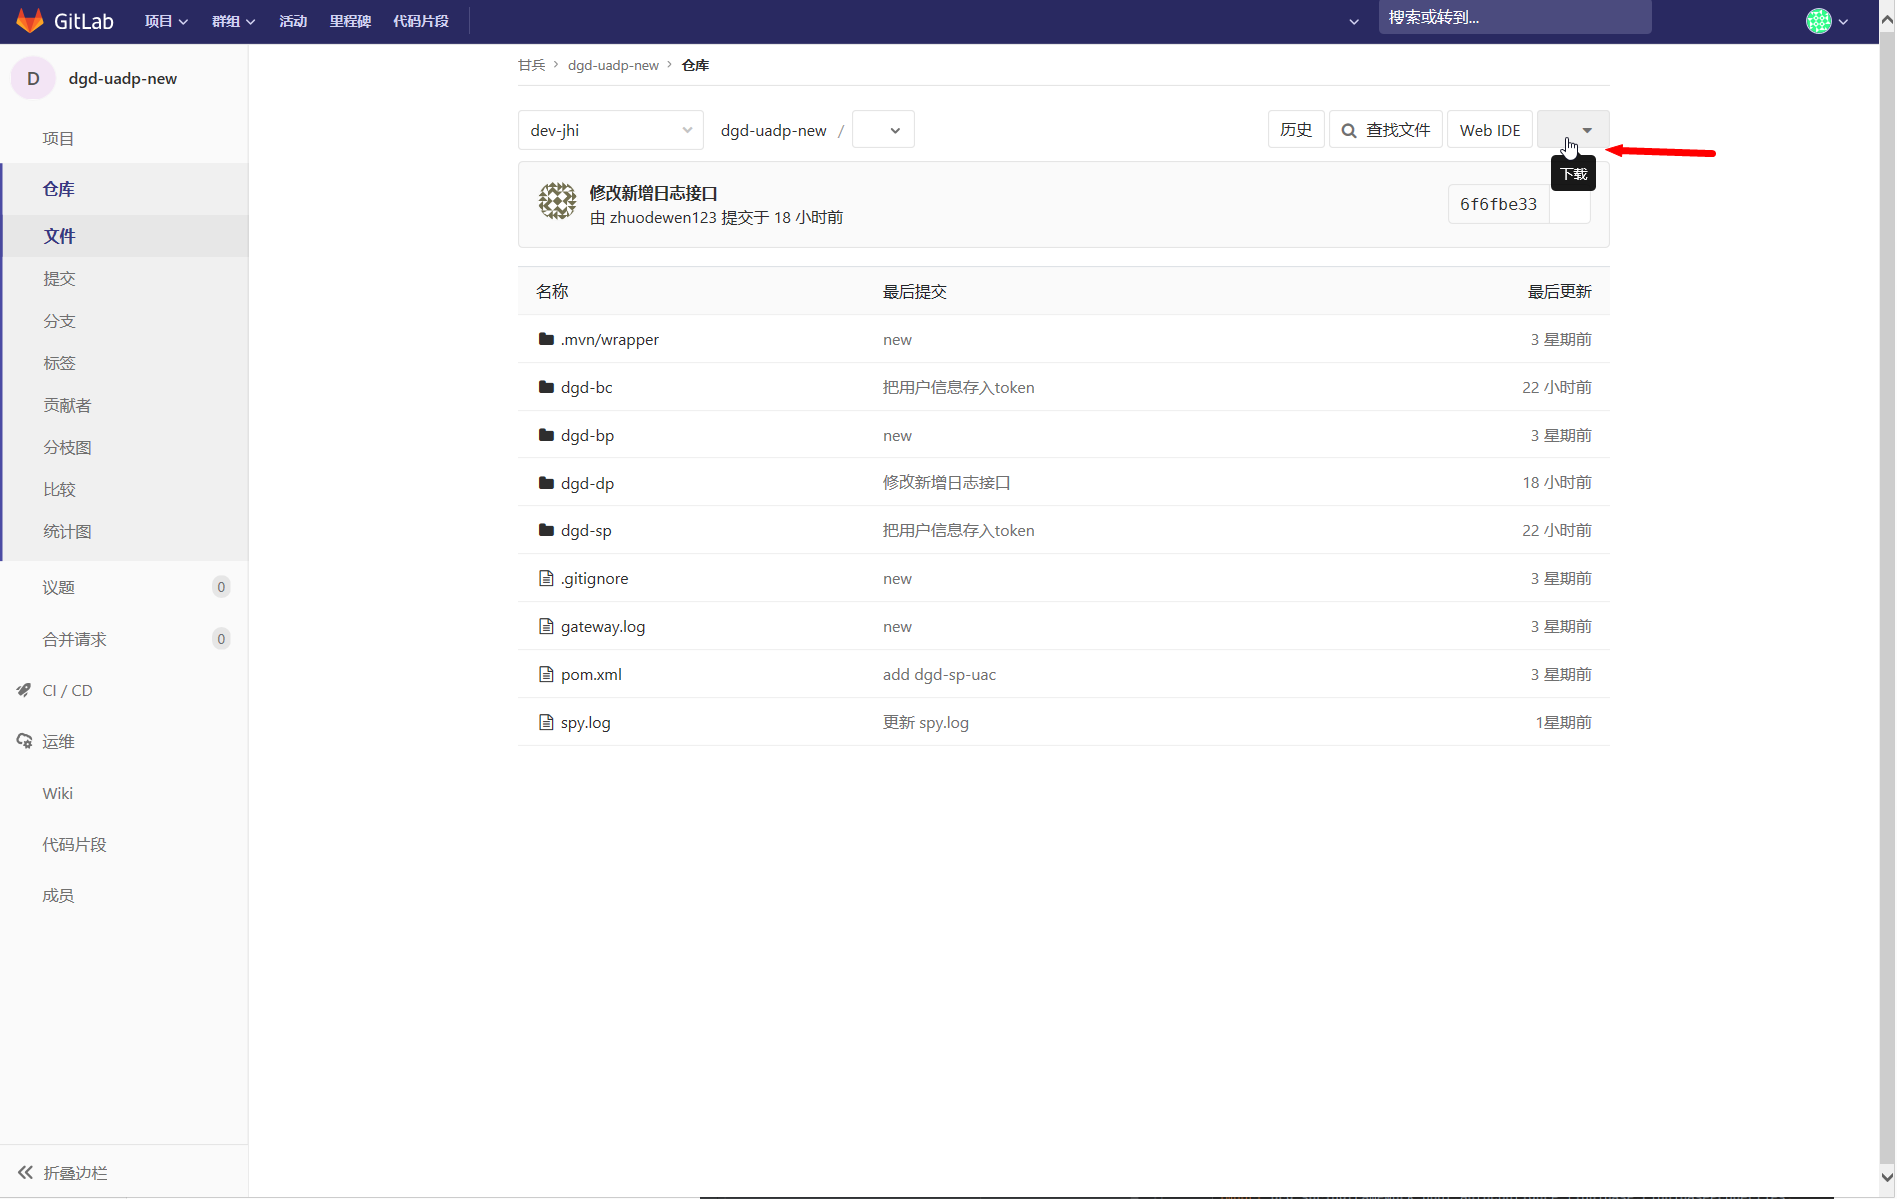 GitLab 项目 群组 活动 里程碑 代码片段 搜索或转到...
D dgd-uadp-new
项目
仓库
文件
提交
分支
标签
贡献者
分枝图
比较
统计图
议题 0
合并请求 0
CI / CD
运维
Wiki
代码片段
成员
折叠边栏
甘兵 › dgd-uadp-new › 仓库
dev-jhi dgd-uadp-new / 历史 查找文件 Web IDE
下载
修改新增日志接口
由 zhuodewen123 提交于 18 小时前
6f6fbe33
名称 最后提交 最后更新
.mvn/wrapper new 3 星期前
dgd-bc 把用户信息存入token 22 小时前
dgd-bp new 3 星期前
dgd-dp 修改新增日志接口 18 小时前
dgd-sp 把用户信息存入token 22 小时前
.gitignore new 3 星期前
gateway.log new 3 星期前
pom.xml add dgd-sp-uac 3 星期前
spy.log 更新 spy.log 1星期前